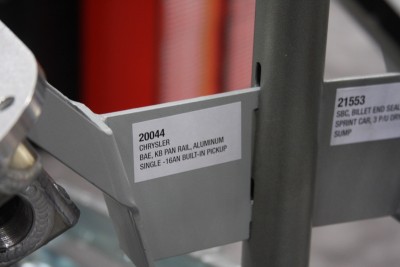 20044
CHRYSLER
BAE, KB PAN RAIL, ALUMINUM
SINGLE -16AN BUILT-IN PICKUP
21553
SBC, BILLET END SEAL
SPRINT CAR, 3 P/U DRY
SUMP